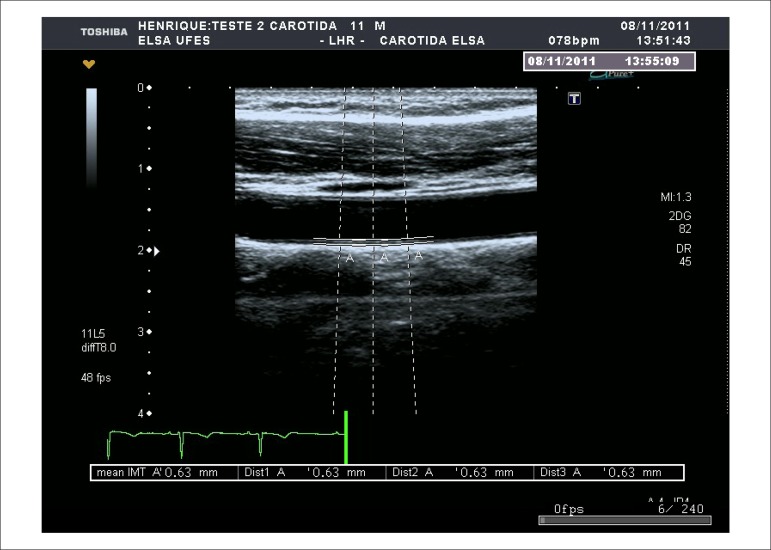 TOSHIBA
HENRIQUE:TESTE 2 CAROTIDA 11 M
08/11/2011
ELSA UFES - LHR - CAROTIDA ELSA 078bpm 13:51:43
08/11/2011 13:55:09
T
0
1
MI:1.3
2DG
82
DR
45
2
A A A
3
11L5
diffT8.0
48 fps
4
mean IMT A' 0.63 mm Dist1 A ' 0.63 mm Dist2 A ' 0.63 mm Dist3 A ' 0.63 mm
0fps 6/ 240